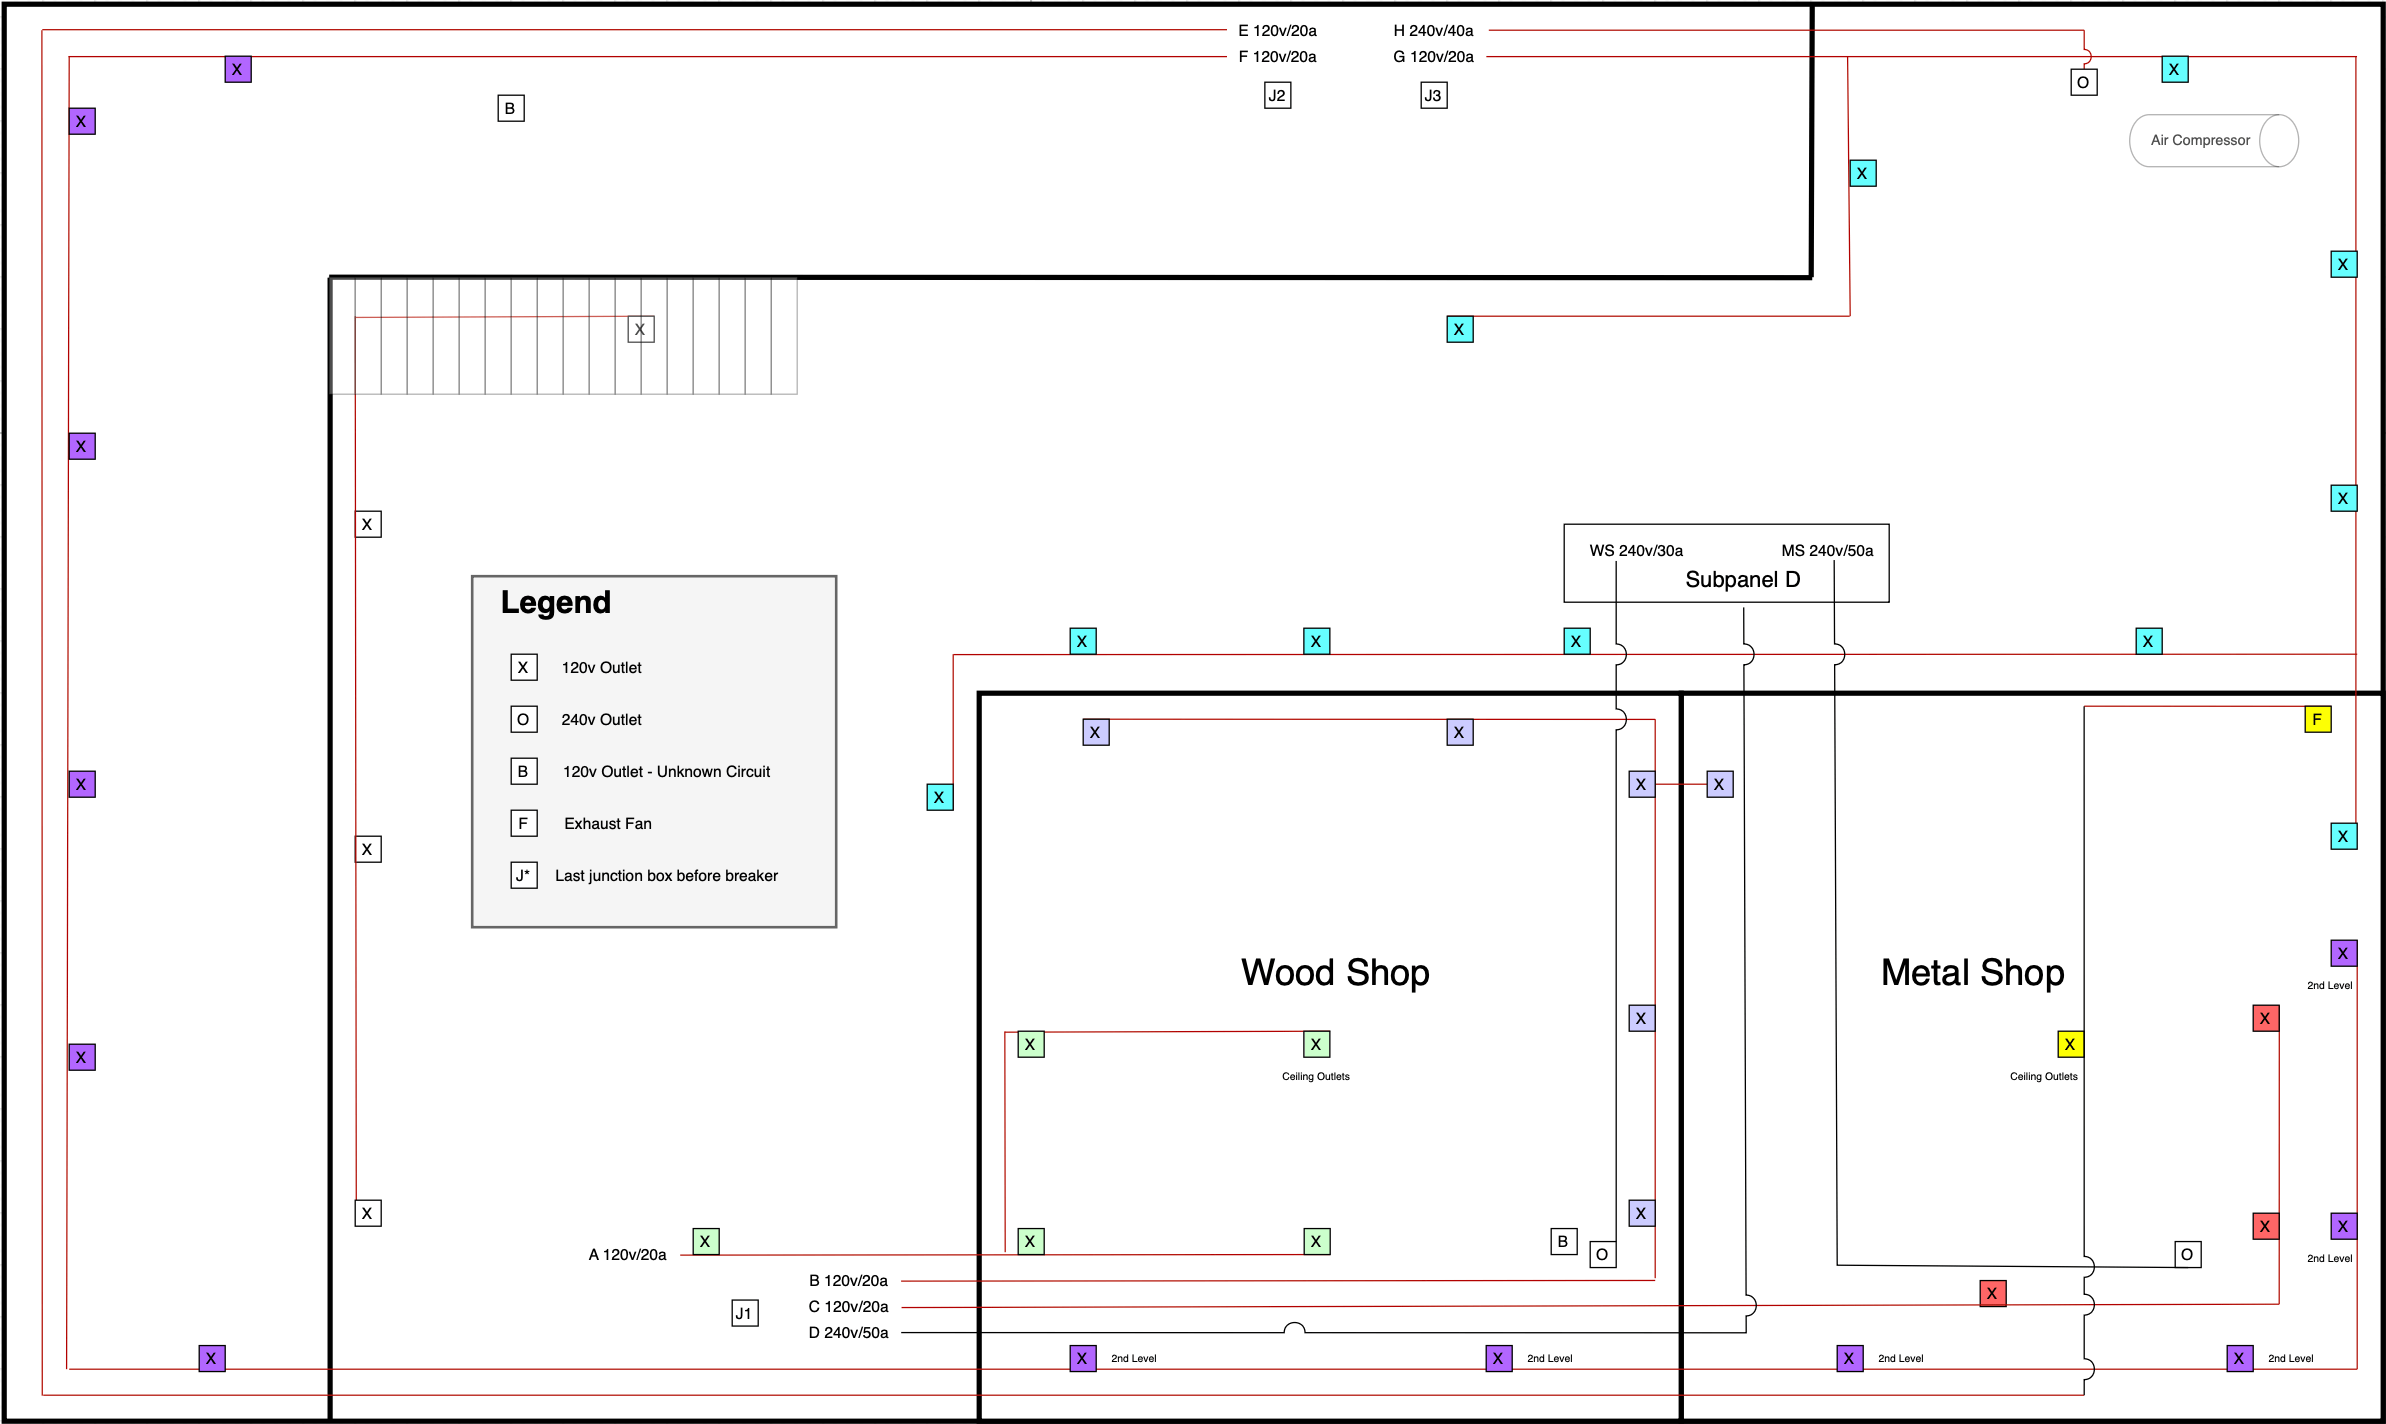 E 120v/20a
H 240v/40a
F 120v/20a
G 120v/20a
X
X
O
J2
J3
B
X
Air Compressor
X
X
X
X
X
X
X
WS 240v/30a
MS 240v/50a
Subpanel D
Legend
X
X
X
X
X 120v Outlet
O 240v Outlet
F
X
X
B 120v Outlet - Unknown Circuit
X
X
X
X
F Exhaust Fan
X
X
J* Last junction box before breaker
X
Wood Shop
Metal Shop
2nd Level
X
X
X
X
X
X
Ceiling Outlets
Ceiling Outlets
X
X
X
X
X
X
B
X
X
A 120v/20a
O
O
2nd Level
B 120v/20a
X
C 120v/20a
J1
D 240v/50a
X
X 2nd Level
X 2nd Level
X 2nd Level
X 2nd Level